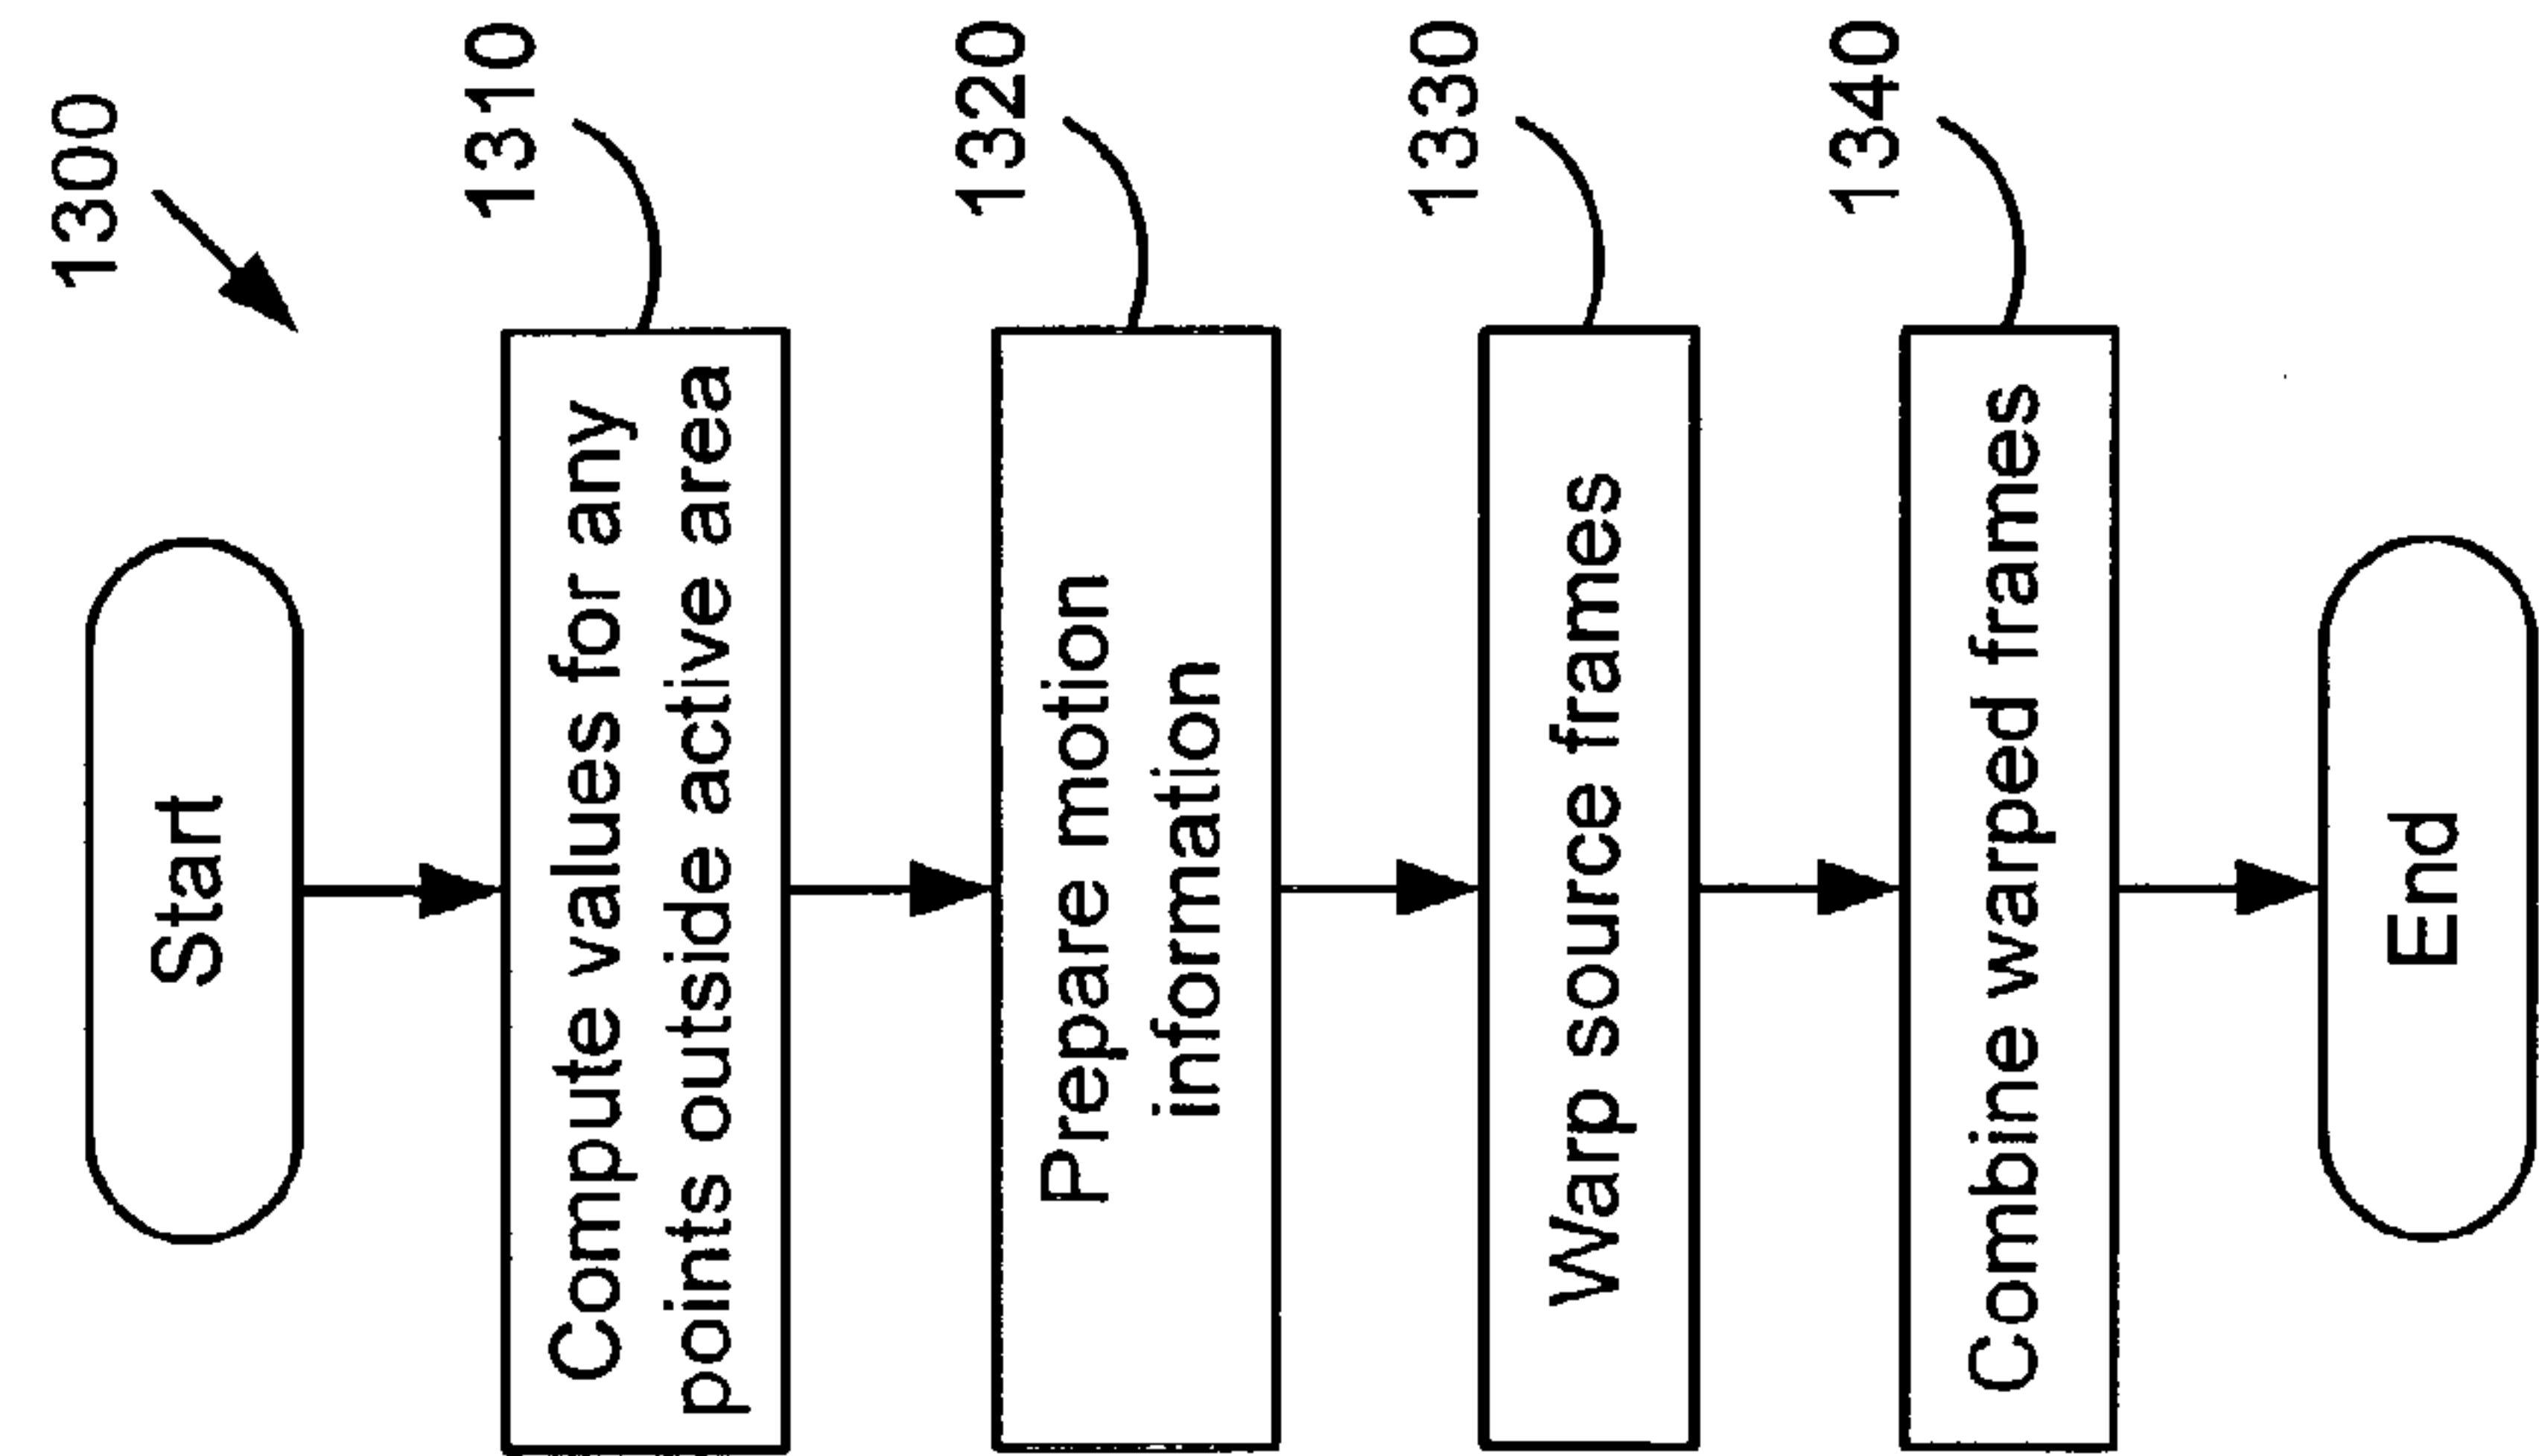 1300
Start
Compute values for any
points outside active area
1310
Prepare motion
information
1320
Warp source frames
1330
Combine warped frames
1340
End